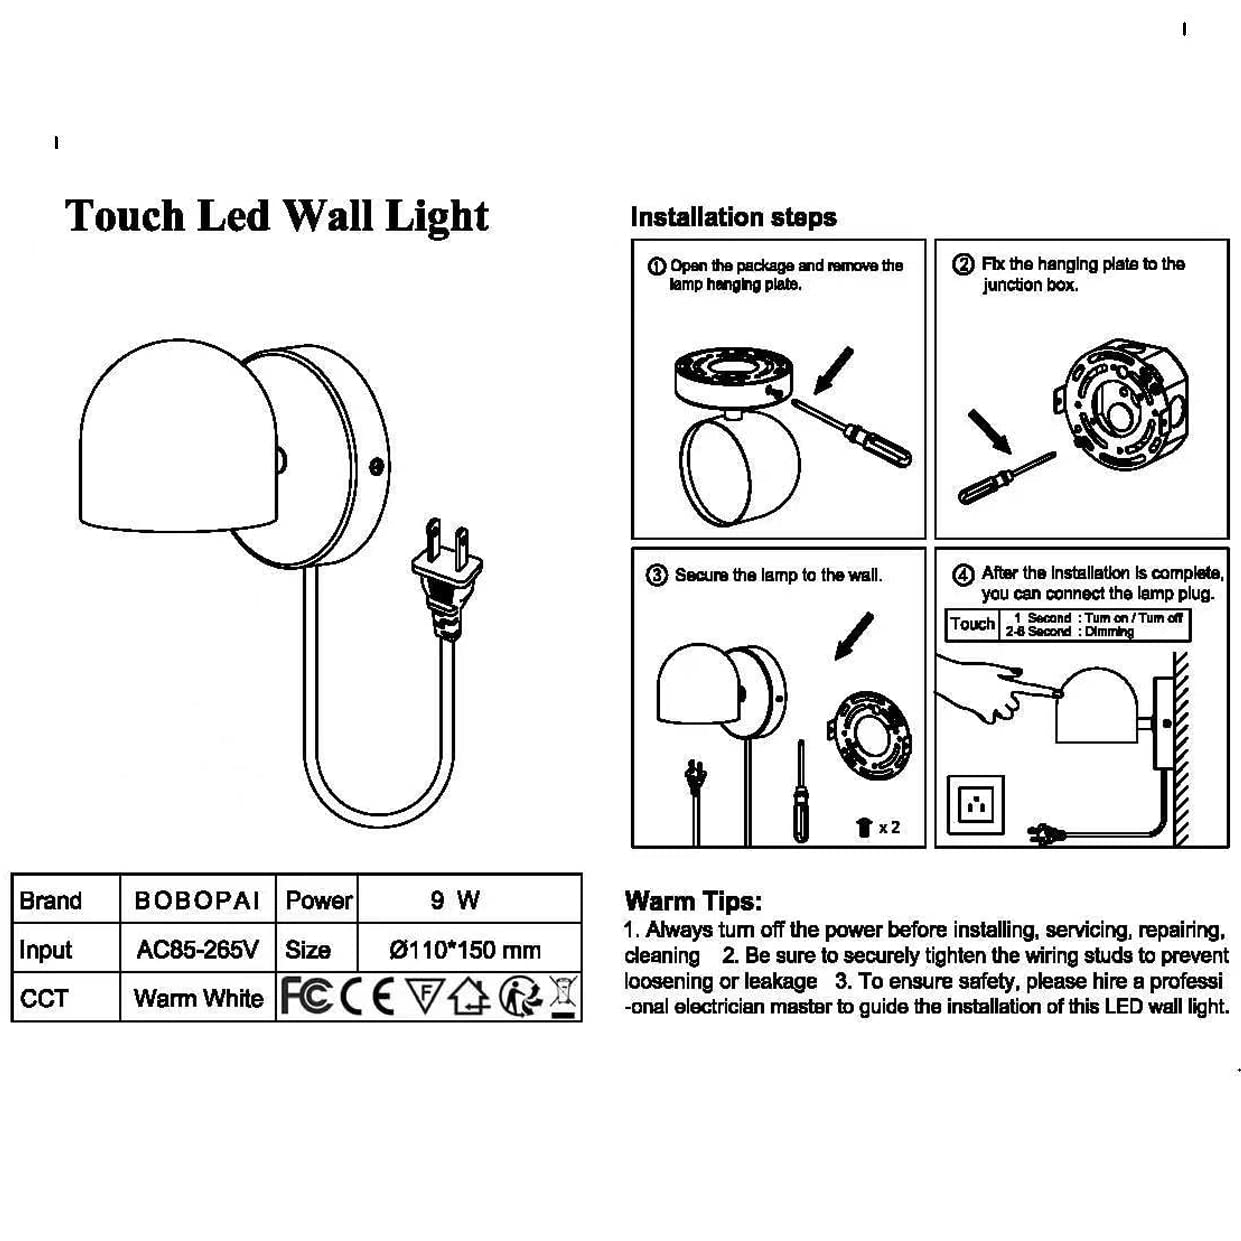 Touch Led Wall Light
Brand BOBOPAI Power 9 W
Input AC85-265V Size Ø110*150 mm
CCT Warm White FC CE F
Installation steps
① Open the package and remove the
lamp hanging plate.
② Fix the hanging plate to the
junction box.
③ Secure the lamp to the wall.
x2
④ After the installation is complete,
you can connect the lamp plug.
Touch 1 Second : Turn on / Turn off
2-6 Second : Dimming
Warm Tips:
1. Always turn off the power before installing, servicing, repairing,
cleaning 2. Be sure to securely tighten the wiring studs to prevent
loosening or leakage 3. To ensure safety, please hire a professi
-onal electrician master to guide the installation of this LED wall light.